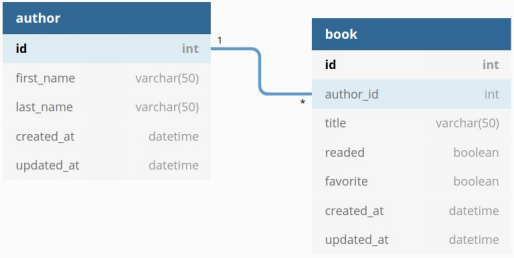 author
id int
first_name varchar(50)
last_name varchar(50)
created_at datetime
updated_at datetime
1
*
book
id int
author_id int
title varchar(50)
readed boolean
favorite boolean
created_at datetime
updated_at datetime